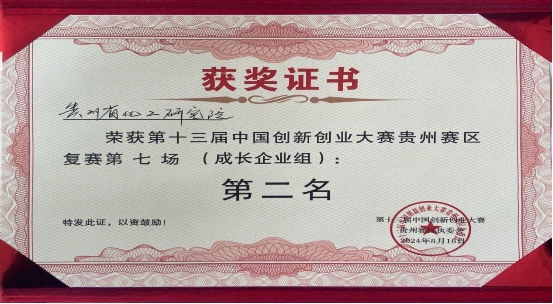 获奖证书
贵州省化工研究院
荣获第十三届中国创新创业大赛贵州赛区
复赛第七场（成长企业组）：
第二名
特发此证，以资鼓励！
第十三届中国创新创业大赛
贵州赛区执委会
2024年8月18日